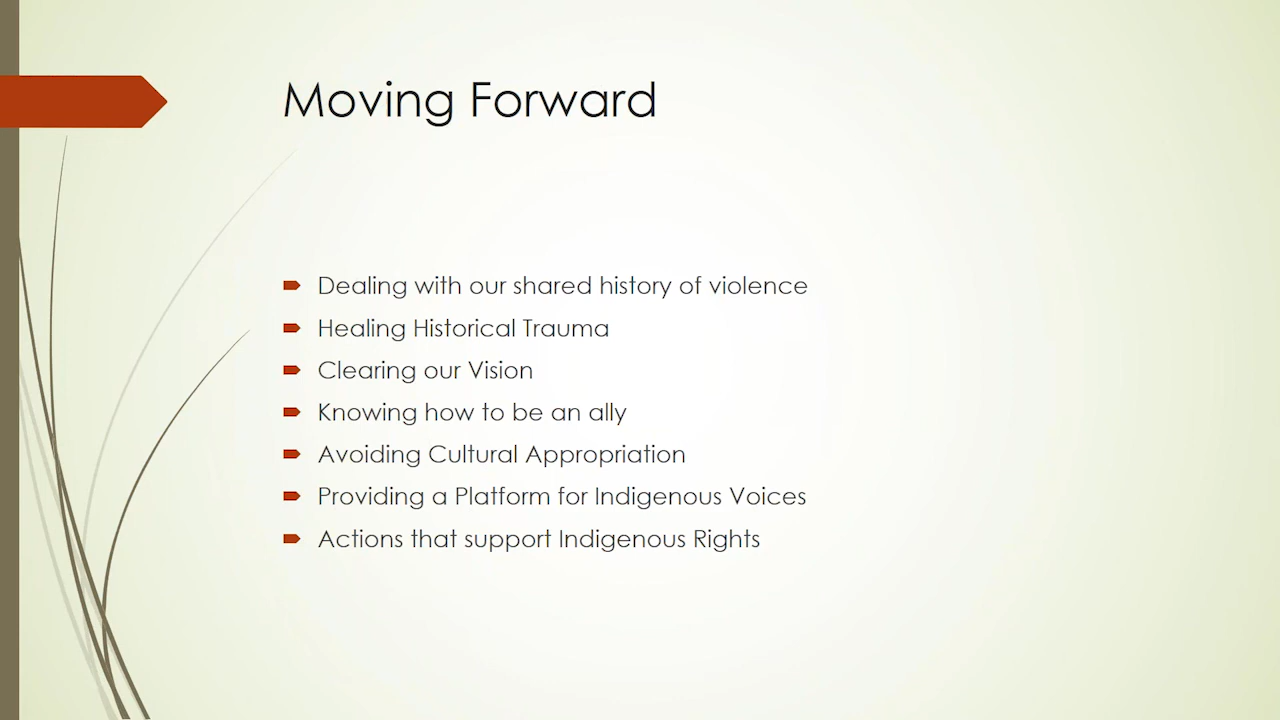 Moving Forward
Dealing with our shared history of violence
Healing Historical Trauma
Clearing our Vision
Knowing how to be an ally
Avoiding Cultural Appropriation
Providing a Platform for Indigenous Voices
Actions that support Indigenous Rights